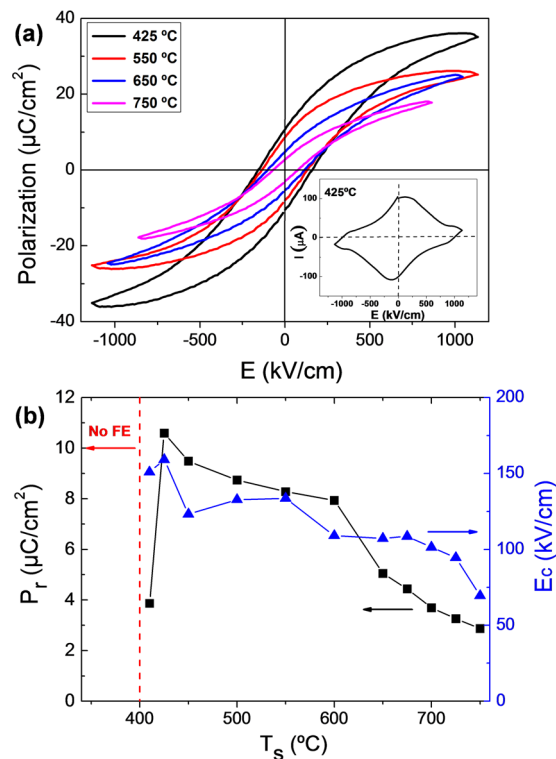 (a)
425 ºC
550 ºC
650 ºC
750 ºC
Polarization (μC/cm²)
40
20
0
-20
-40
-1000 -500 0 500 1000
E (kV/cm)
425ºC
I (μA)
100
0
-100
-1000 -500 0 500 1000
E (kV/cm)
(b)
No FE
Pr (μC/cm²)
12
10
8
6
4
2
0
200
150
100
50
0
Ec (kV/cm)
400 500 600 700
TS (ºC)